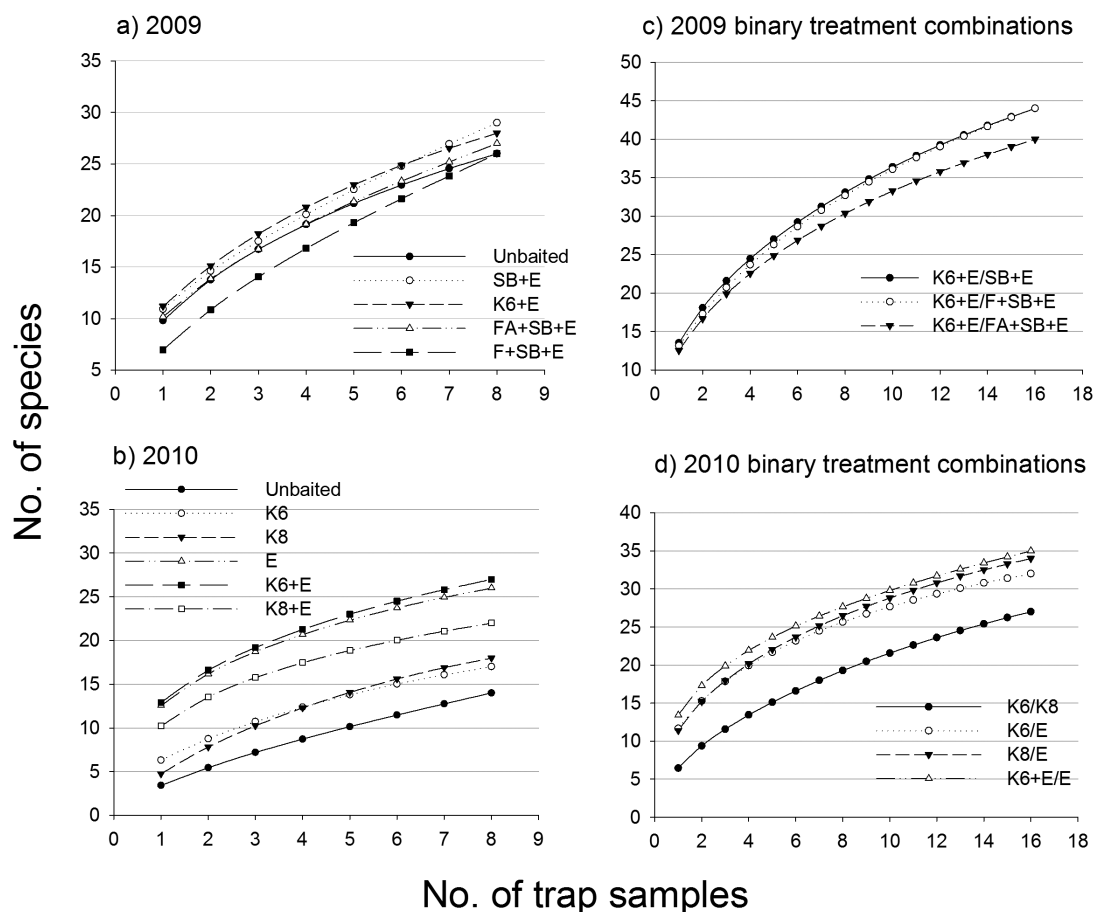 a) 2009
35
30
25
20
15
10
5
0 1 2 3 4 5 6 7 8 9
Unbaited
SB+E
K6+E
FA+SB+E
F+SB+E
c) 2009 binary treatment combinations
50
45
40
35
30
25
20
15
10
0 2 4 6 8 10 12 14 16 18
K6+E/SB+E
K6+E/F+SB+E
K6+E/FA+SB+E
No. of species
b) 2010
Unbaited
K6
K8
E
K6+E
K8+E
35
30
25
20
15
10
5
0
0 1 2 3 4 5 6 7 8 9
d) 2010 binary treatment combinations
40
35
30
25
20
15
10
5
0
0 2 4 6 8 10 12 14 16 18
K6/K8
K6/E
K8/E
K6+E/E
No. of trap samples